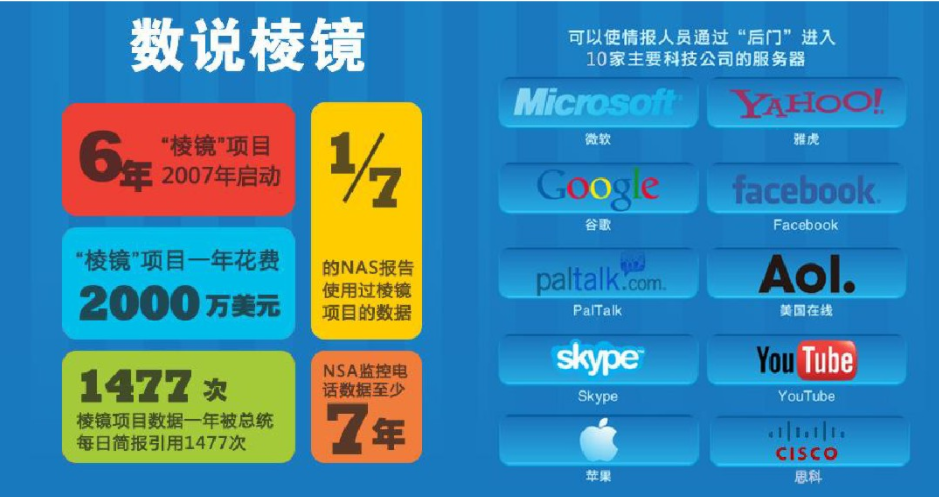 数说棱镜
6年
“棱镜”项目
2007年启动
1/7
的NAS报告
使用过棱镜
项目的数据
“棱镜”项目一年花费
2000万美元
1477次
棱镜项目数据一年被总统
每日简报引用1477次
NSA监控电
话数据至少
7年
可以使情报人员通过“后门”进入
10家主要科技公司的服务器
Microsoft
微软
YAHOO!
雅虎
Google
谷歌
facebook
Facebook
paltalk.com.
PalTalk
Aol.
美国在线
skype
Skype
YouTube
YouTube
苹果
CISCO
思科